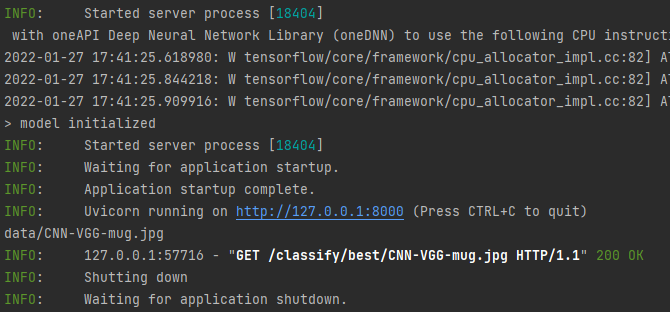 INFO:     Started server process [18404]
 with oneAPI Deep Neural Network Library (oneDNN) to use the following CPU instructi
2022-01-27 17:41:25.618980: W tensorflow/core/framework/cpu_allocator_impl.cc:82] Al
2022-01-27 17:41:25.844218: W tensorflow/core/framework/cpu_allocator_impl.cc:82] Al
2022-01-27 17:41:25.909916: W tensorflow/core/framework/cpu_allocator_impl.cc:82] Al
> model initialized
INFO:     Started server process [18404]
INFO:     Waiting for application startup.
INFO:     Application startup complete.
INFO:     Uvicorn running on http://127.0.0.1:8000 (Press CTRL+C to quit)
data/CNN-VGG-mug.jpg
INFO:     127.0.0.1:57716 - "GET /classify/best/CNN-VGG-mug.jpg HTTP/1.1" 200 OK
INFO:     Shutting down
INFO:     Waiting for application shutdown.